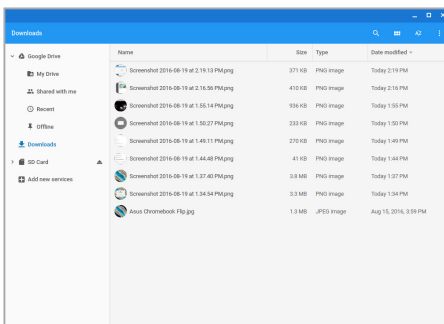 Downloads
Google Drive
My Drive
Shared with me
Recent
Offline
Downloads
SD Card
Add new services
Name Size Type Date modified
Screenshot 2016-08-19 at 2.19.13 PM.png 371 KB PNG image Today 2:19 PM
Screenshot 2016-08-19 at 2.16.56 PM.png 410 KB PNG image Today 2:16 PM
Screenshot 2016-08-19 at 1.55.14 PM.png 936 KB PNG image Today 1:55 PM
Screenshot 2016-08-19 at 1.50.27 PM.png 233 KB PNG image Today 1:50 PM
Screenshot 2016-08-19 at 1.49.11 PM.png 270 KB PNG image Today 1:49 PM
Screenshot 2016-08-19 at 1.44.48 PM.png 41 KB PNG image Today 1:44 PM
Screenshot 2016-08-19 at 1.37.40 PM.png 3.8 MB PNG image Today 1:37 PM
Screenshot 2016-08-19 at 1.34.54 PM.png 3.3 MB PNG image Today 1:34 PM
Asus Chromebook Flip.jpg 1.3 MB JPEG image Aug 15, 2016, 3:59 PM